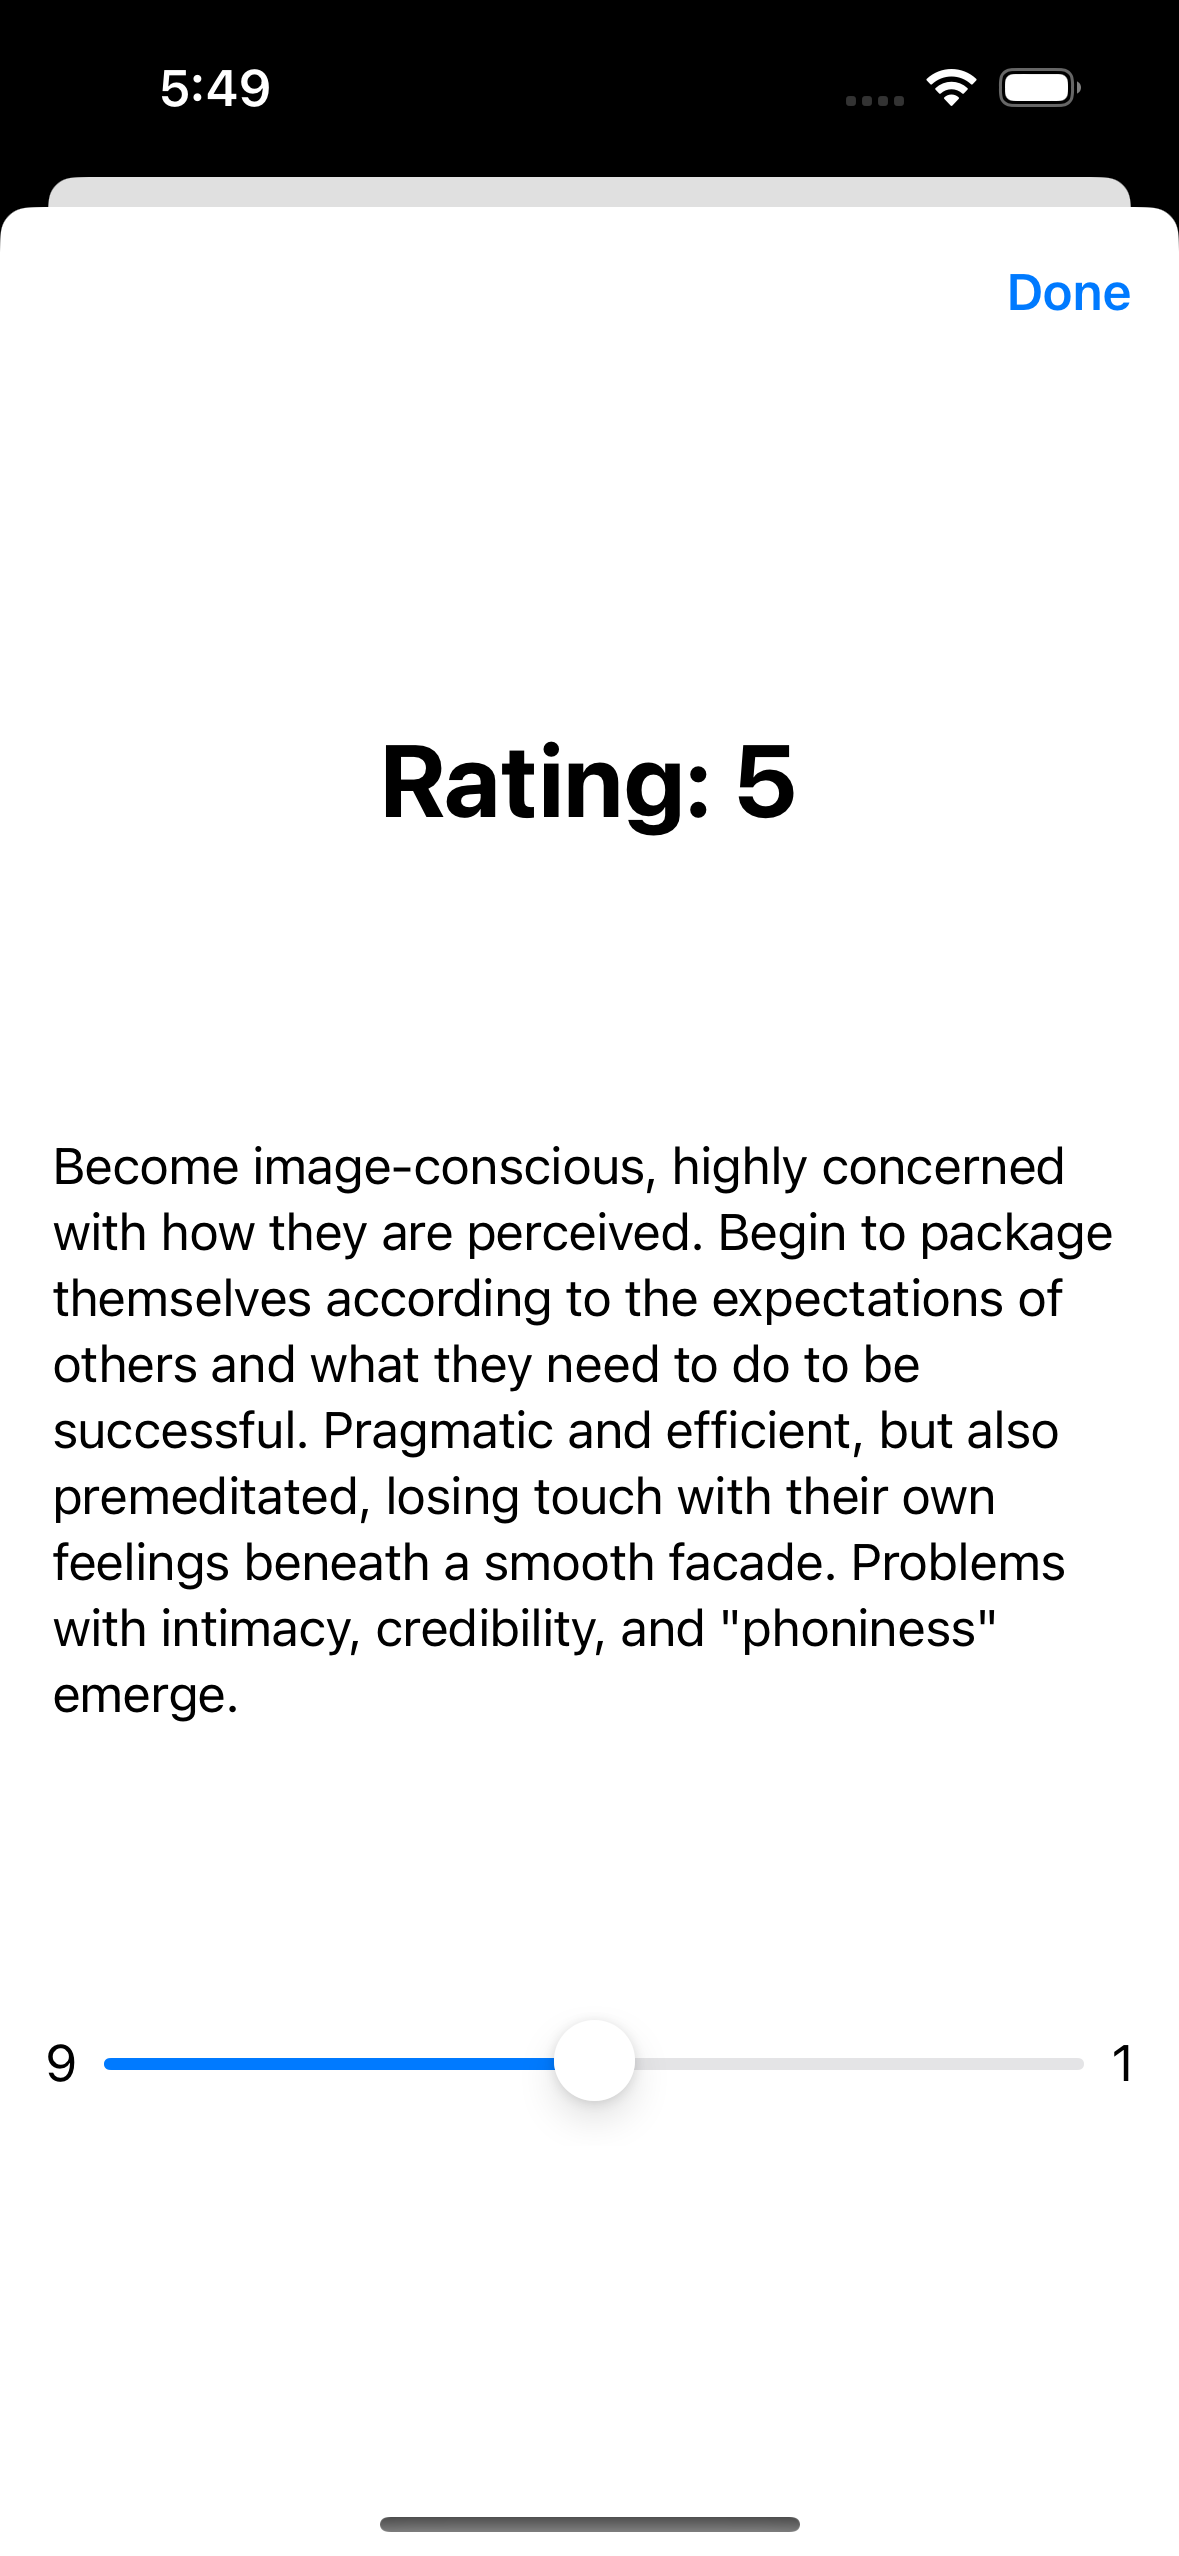 5:49
Done
Rating: 5
Become image-conscious, highly concerned
with how they are perceived. Begin to package
themselves according to the expectations of
others and what they need to do to be
successful. Pragmatic and efficient, but also
premeditated, losing touch with their own
feelings beneath a smooth facade. Problems
with intimacy, credibility, and "phoniness"
emerge.
9 1